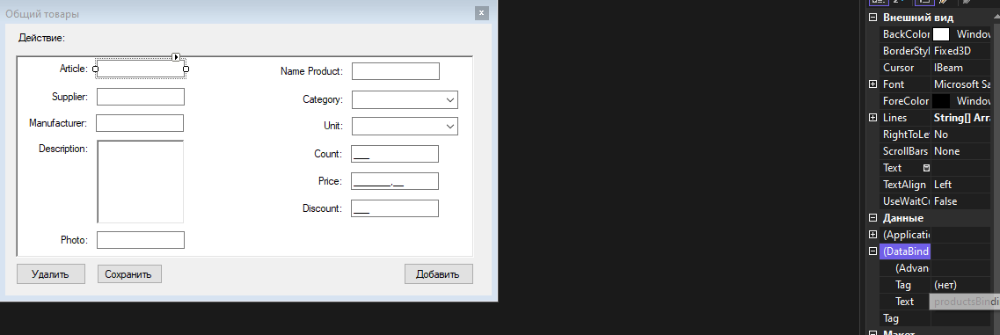 Общий товары
Действие:
Article:
Name Product:
Supplier:
Category:
Manufacturer:
Unit:
Description:
Count: ___
Price: ______.__
Discount: ___
Photo:
Удалить
Сохранить
Добавить
Внешний вид
BackColor Window
BorderStyl Fixed3D
Cursor IBeam
Font Microsoft Sa
ForeColor Window
Lines String[] Arra
RightToLe No
ScrollBars None
Text
TextAlign Left
UseWaitCu False
Данные
(Applicatio
(DataBind
(Advan
Tag (нет)
Text productsBindi
Tag
Макет